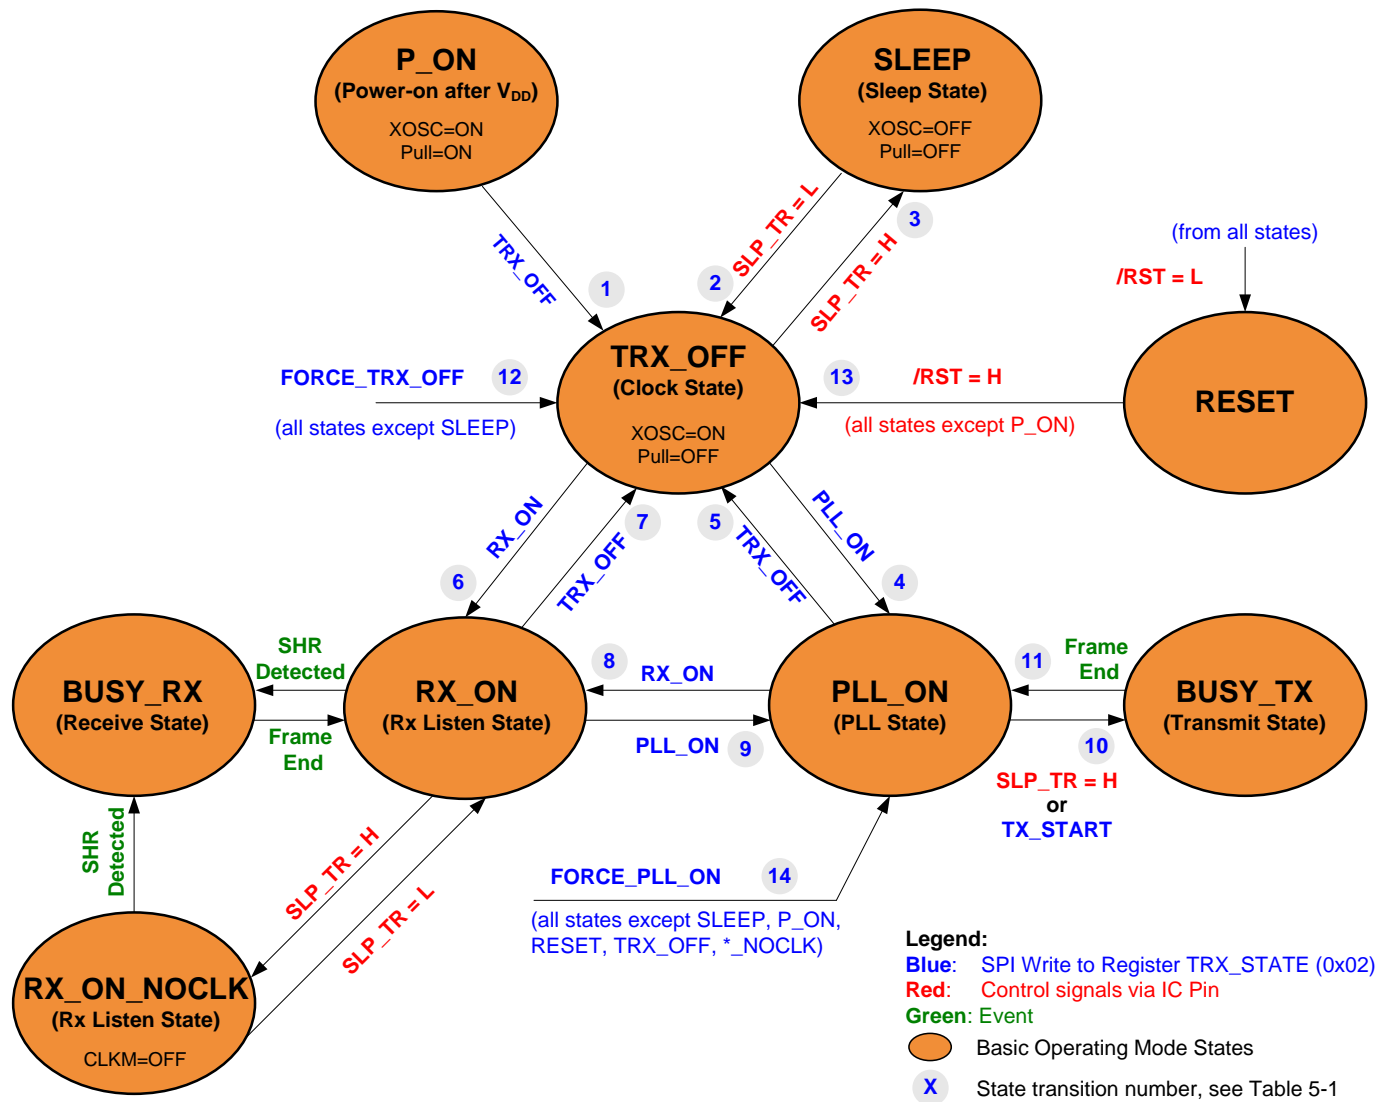 P_ON
(Power-on after VDD)
XOSC=ON
Pull=ON
SLEEP
(Sleep State)
XOSC=OFF
Pull=OFF
TRX_OFF
1
SLP_TR = L
2
SLP_TR = H
3
(from all states)
/RST = L
RESET
TRX_OFF
(Clock State)
XOSC=ON
Pull=OFF
FORCE_TRX_OFF
12
(all states except SLEEP)
13
/RST = H
(all states except P_ON)
RX_ON
6
TRX_OFF
7
5
TRX_OFF
PLL_ON
4
BUSY_RX
(Receive State)
SHR
Detected
Frame
End
RX_ON
(Rx Listen State)
8
RX_ON
PLL_ON
9
PLL_ON
(PLL State)
11
Frame
End
10
SLP_TR = H
or
TX_START
BUSY_TX
(Transmit State)
SHR
Detected
SLP_TR = H
SLP_TR = L
RX_ON_NOCLK
(Rx Listen State)
CLKM=OFF
FORCE_PLL_ON
14
(all states except SLEEP, P_ON,
RESET, TRX_OFF, *_NOCLK)
Legend:
Blue: SPI Write to Register TRX_STATE (0x02)
Red: Control signals via IC Pin
Green: Event
Basic Operating Mode States
X State transition number, see Table 5-1